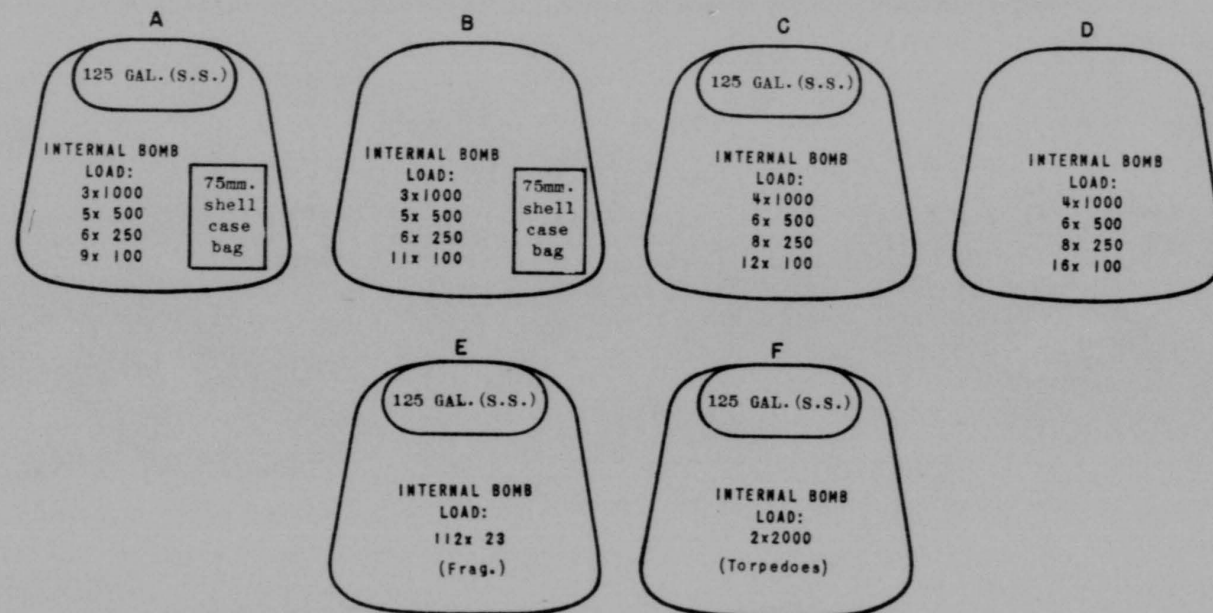 A
125 GAL.(S.S.)
INTERNAL BOMB
LOAD:
3x1000
5x 500
6x 250
9x 100
75mm.
shell
case
bag
B
INTERNAL BOMB
LOAD:
3x1000
5x 500
6x 250
11x 100
75mm.
shell
case
bag
C
125 GAL.(S.S.)
INTERNAL BOMB
LOAD:
4x1000
6x 500
8x 250
12x 100
D
INTERNAL BOMB
LOAD:
4x1000
6x 500
8x 250
16x 100
E
125 GAL.(S.S.)
INTERNAL BOMB
LOAD:
112x 23
(Frag.)
F
125 GAL.(S.S.)
INTERNAL BOMB
LOAD:
2x2000
(Torpedoes)